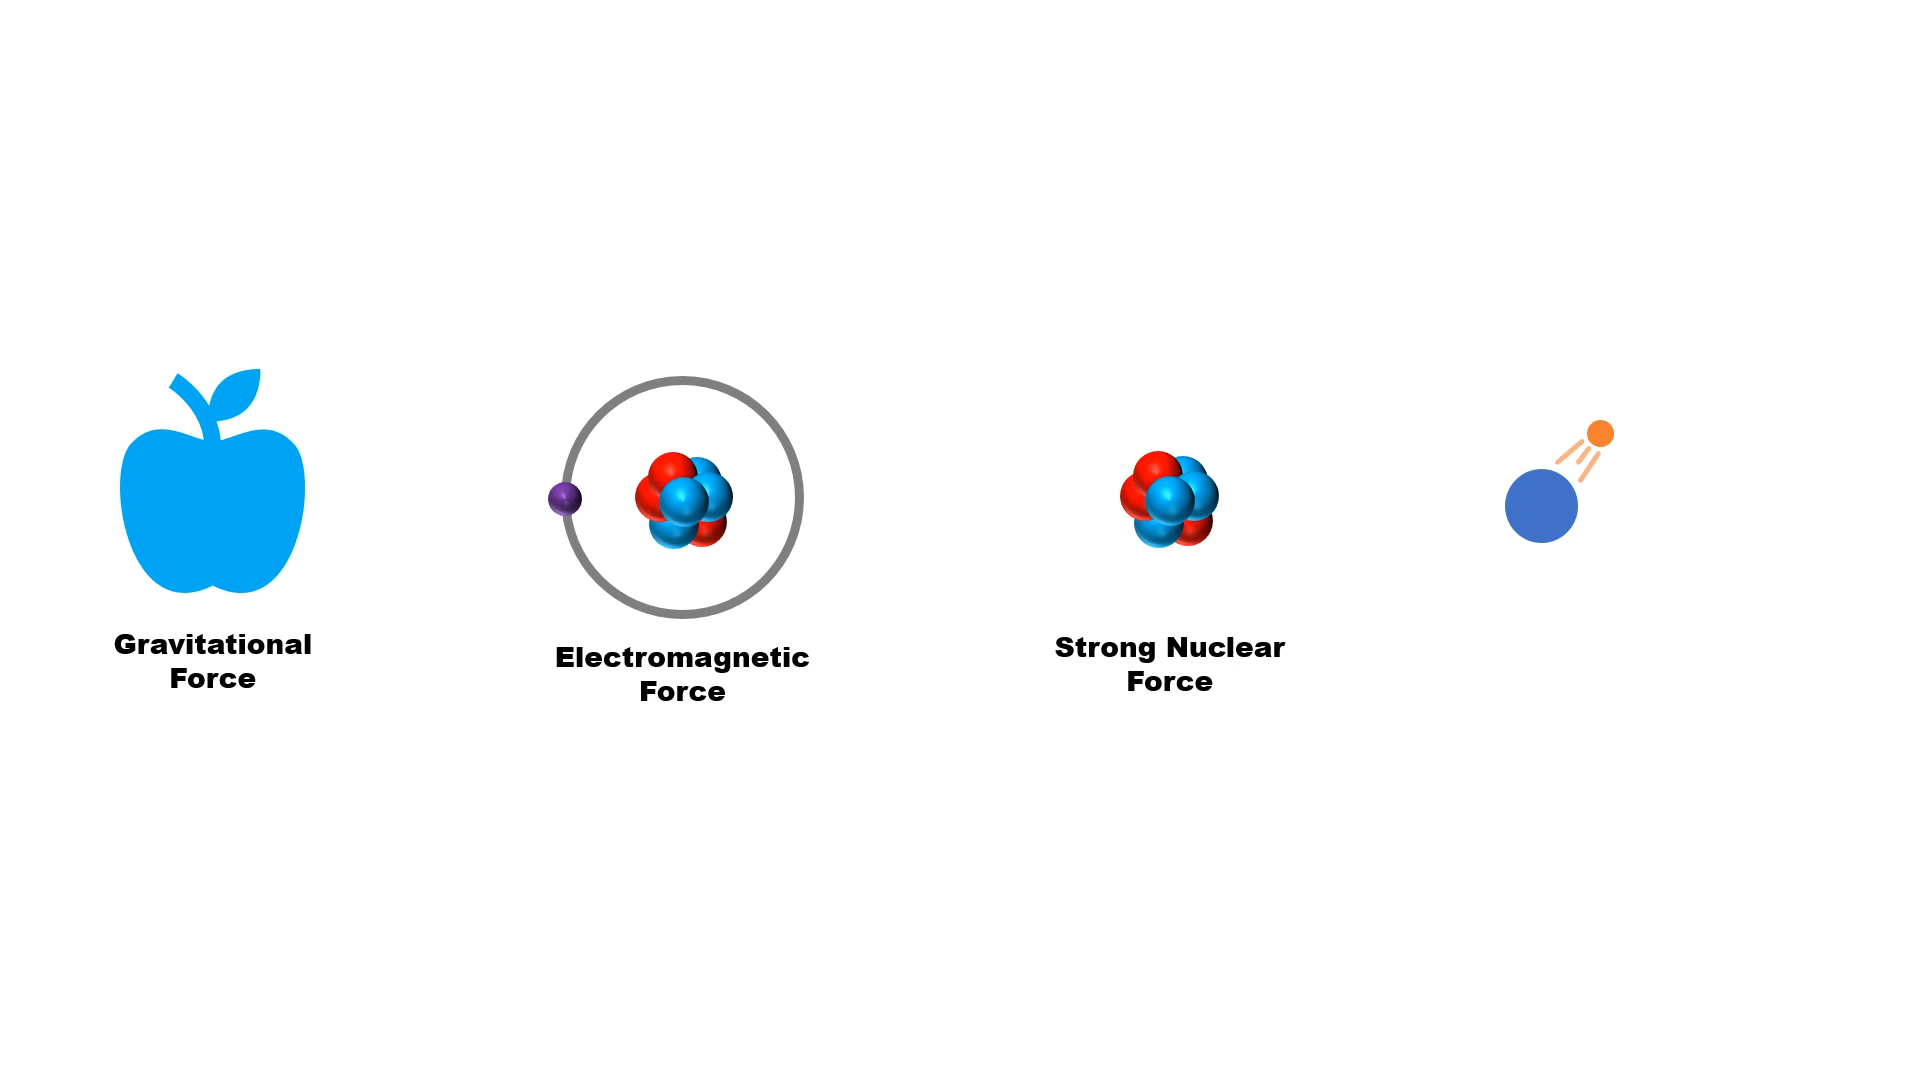 Gravitational
Force
Electromagnetic
Force
Strong Nuclear
Force